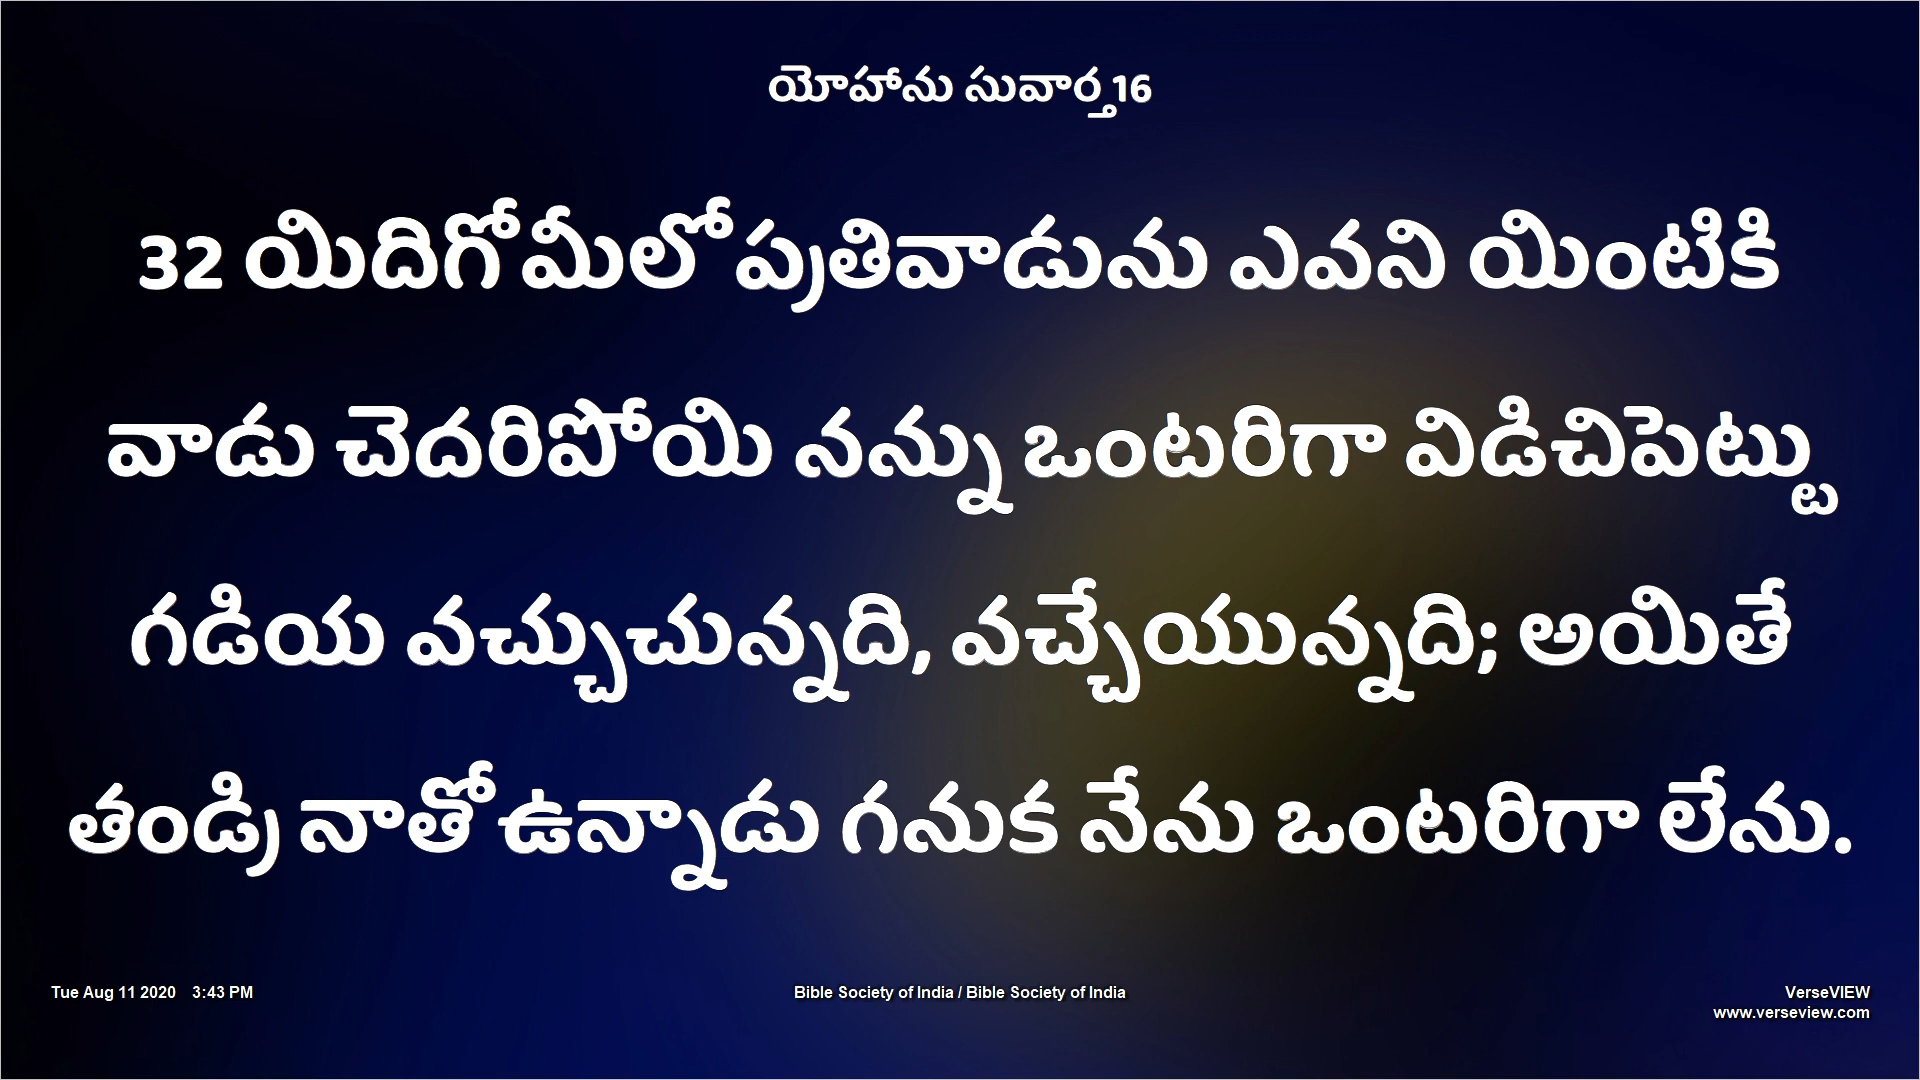 యోహాను సువార్త 16
32 యిదిగో మీలో ప్రతివాడును ఎవని యింటికి
వాడు చెదరిపోయి నన్ను ఒంటరిగా విడిచిపెట్టు
గడియ వచ్చుచున్నది, వచ్చేయున్నది; అయితే
తండ్రి నాతో ఉన్నాడు గనుక నేను ఒంటరిగా లేను.
Tue Aug 11 2020 3:43 PM
Bible Society of India / Bible Society of India
VerseVIEW
www.verseview.com